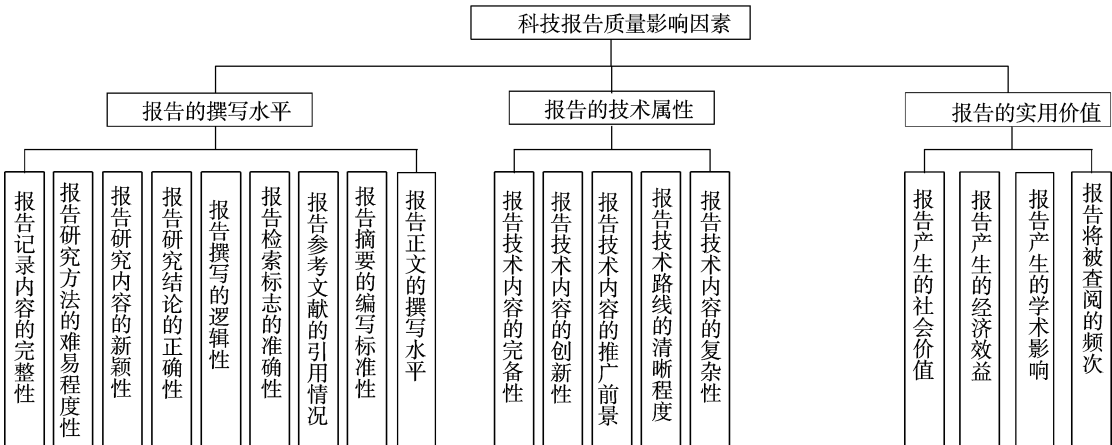 科技报告质量影响因素
报告的撰写水平
报告的技术属性
报告的实用价值
报告记录内容的完整性
报告研究方法的难易程度性
报告研究内容的新颖性
报告研究结论的正确性
报告撰写的逻辑性
报告检索标志的准确性
报告参考文献的引用情况
报告摘要的编写标准性
报告正文的撰写水平
报告技术内容的完备性
报告技术内容的创新性
报告技术内容的推广前景
报告技术路线的清晰程度
报告技术内容的复杂性
报告产生的社会价值
报告产生的经济效益
报告产生的学术影响
报告将被查阅的频次